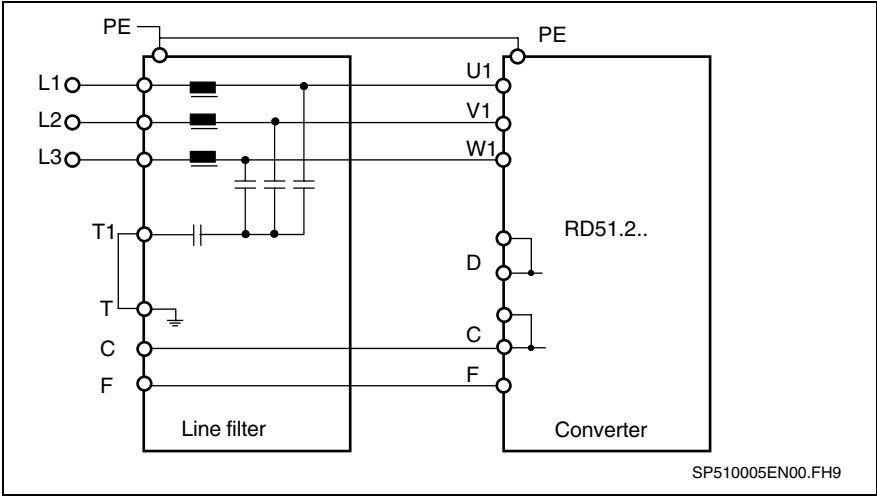 PE
PE
L1
U1
L2
V1
L3
W1
T1
RD51.2..
D
T
C
C
F
F
Line filter
Converter
SP510005EN00.FH9